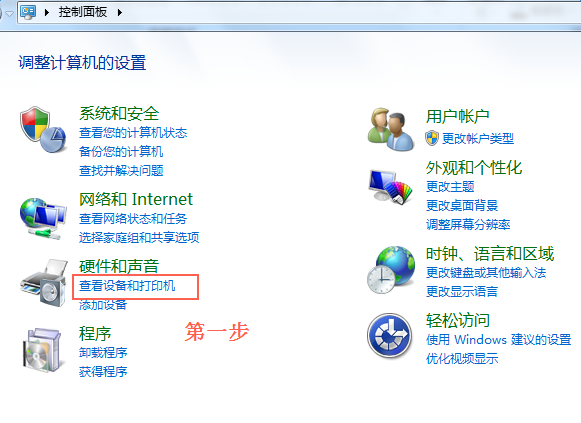 控制面板
调整计算机的设置
系统和安全
查看您的计算机状态
备份您的计算机
查找并解决问题
网络和 Internet
查看网络状态和任务
选择家庭组和共享选项
硬件和声音
查看设备和打印机
添加设备
第一步
程序
卸载程序
获得程序
用户帐户
更改帐户类型
外观和个性化
更改主题
更改桌面背景
调整屏幕分辨率
时钟、语言和区域
更改键盘或其他输入法
更改显示语言
轻松访问
使用 Windows 建议的设置
优化视频显示